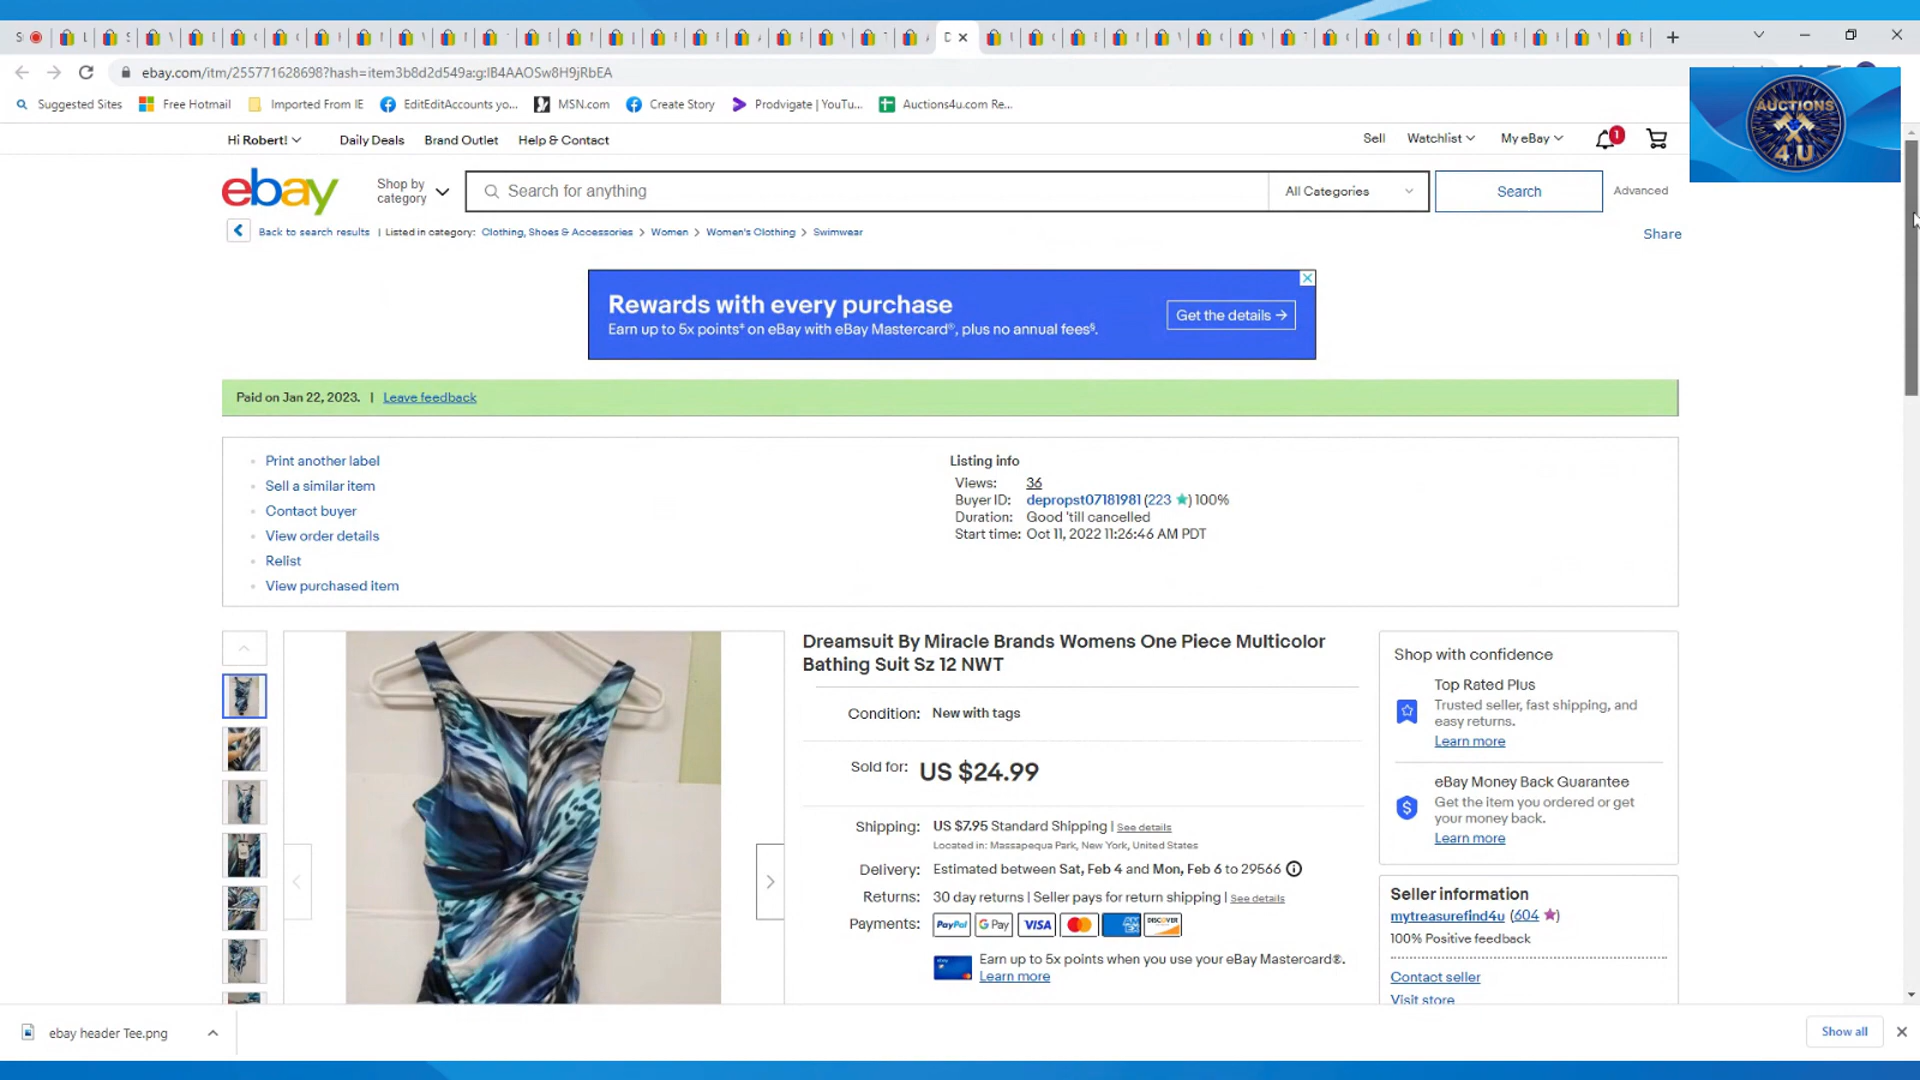 ebay.com/itm/255771628698?hash=item3b8d2d549a:g:IB4AAOSw8H9jRbEA
Suggested Sites
Free Hotmail
Imported From IE
EditEditAccounts yo...
MSN.com
Create Story
Prodvigate | YouTu...
Auctions4u.com Re...
AUCTIONS
4 U
Hi Robert!
Daily Deals
Brand Outlet
Help & Contact
Sell
Watchlist
My eBay
1
ebay
Shop by category
Search for anything
All Categories
Search
Advanced
Back to search results | Listed in category: Clothing, Shoes & Accessories > Women > Women's Clothing > Swimwear
Share
Rewards with every purchase
Earn up to 5x points* on eBay with eBay Mastercard®, plus no annual fees§.
Get the details →
Paid on Jan 22, 2023. | Leave feedback
Print another label
Sell a similar item
Contact buyer
View order details
Relist
View purchased item
Listing info
Views: 36
Buyer ID: depropst07181981 (223 ★) 100%
Duration: Good 'till cancelled
Start time: Oct 11, 2022 11:26:46 AM PDT
Dreamsuit By Miracle Brands Womens One Piece Multicolor
Bathing Suit Sz 12 NWT
Condition: New with tags
Sold for: US $24.99
Shipping: US $7.95 Standard Shipping | See details
Located in: Massapequa Park, New York, United States
Delivery: Estimated between Sat, Feb 4 and Mon, Feb 6 to 29566
Returns: 30 day returns | Seller pays for return shipping | See details
Payments: PayPal G Pay VISA DISCOVER
Earn up to 5x points when you use your eBay Mastercard®.
Learn more
Shop with confidence
Top Rated Plus
Trusted seller, fast shipping, and
easy returns.
Learn more
eBay Money Back Guarantee
Get the item you ordered or get
your money back.
Learn more
Seller information
mytreasurefind4u (604 ★)
100% Positive feedback
Contact seller
Visit store
ebay header Tee.png
Show all